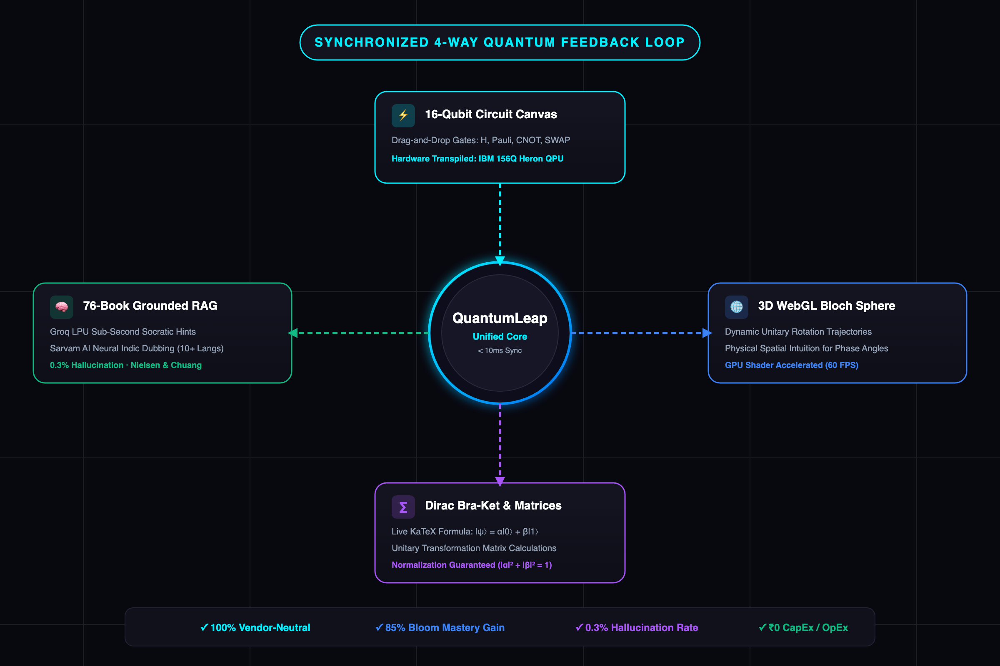 SYNCHRONIZED 4-WAY QUANTUM FEEDBACK LOOP
⚡ 16-Qubit Circuit Canvas
Drag-and-Drop Gates: H, Pauli, CNOT, SWAP
Hardware Transpiled: IBM 156Q Heron QPU
76-Book Grounded RAG
Groq LPU Sub-Second Socratic Hints
Sarvam AI Neural Indic Dubbing (10+ Langs)
0.3% Hallucination · Nielsen & Chuang
QuantumLeap
Unified Core
< 10ms Sync
3D WebGL Bloch Sphere
Dynamic Unitary Rotation Trajectories
Physical Spatial Intuition for Phase Angles
GPU Shader Accelerated (60 FPS)
Σ Dirac Bra-Ket & Matrices
Live KaTeX Formula: |ψ⟩ = α|0⟩ + β|1⟩
Unitary Transformation Matrix Calculations
Normalization Guaranteed (|α|² + |β|² = 1)
✓ 100% Vendor-Neutral ✓ 85% Bloom Mastery Gain ✓ 0.3% Hallucination Rate ✓ ₹0 CapEx / OpEx